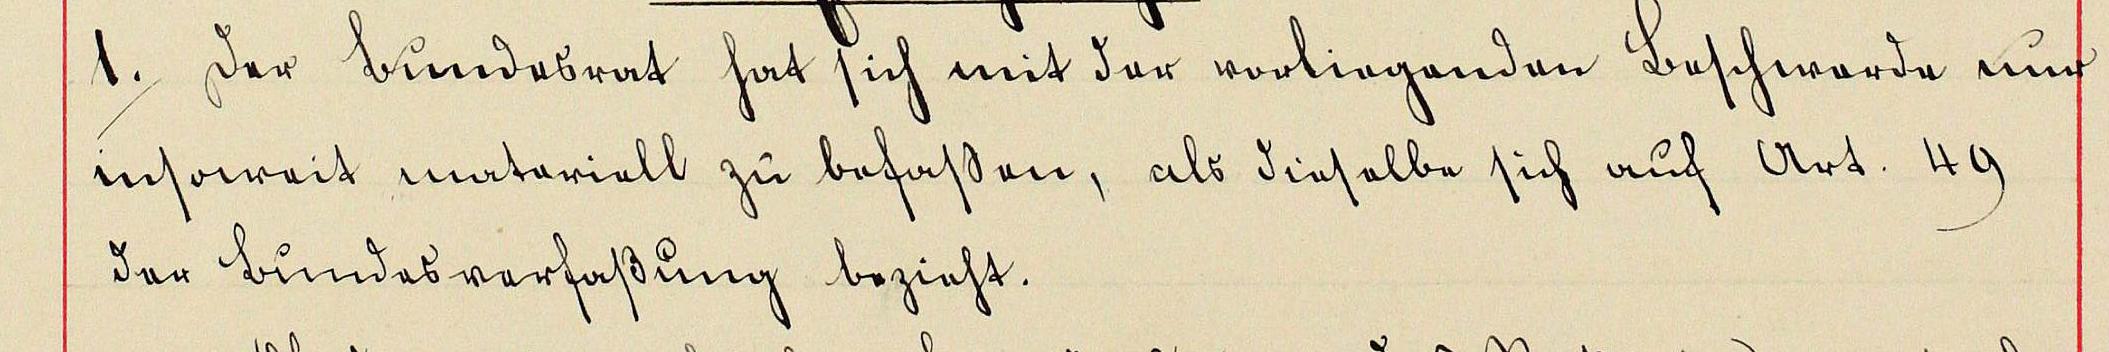 1. Der Bundesrat hat sich mit der vorliegenden Beschwerde nur
insoweit materiell zu befaßen, als dieselbe sich auf Art. 49
der Bundesverfaßung bezieht.